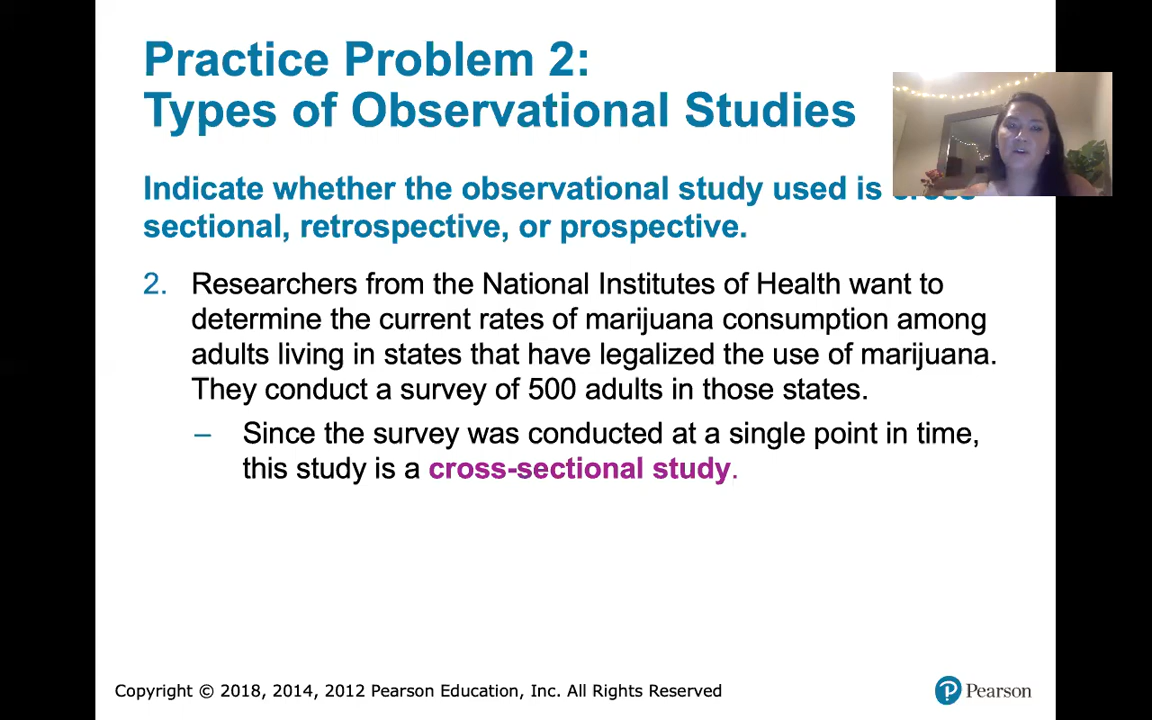 Practice Problem 2:
Types of Observational Studies
Indicate whether the observational study used is cross-
sectional, retrospective, or prospective.
2. Researchers from the National Institutes of Health want to
determine the current rates of marijuana consumption among
adults living in states that have legalized the use of marijuana.
They conduct a survey of 500 adults in those states.
– Since the survey was conducted at a single point in time,
this study is a cross-sectional study.
Copyright © 2018, 2014, 2012 Pearson Education, Inc. All Rights Reserved
P Pearson